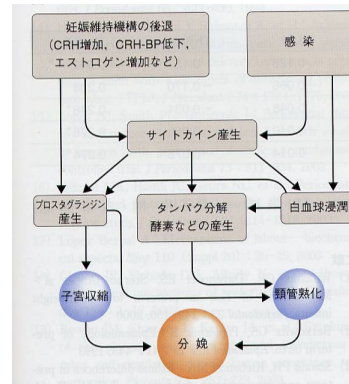 妊娠維持機構の後退
（CRH増加，CRH-BP低下，
エストロゲン増加など）
感 染
サイトカイン産生
プロスタグランジン
産生
タンパク分解
酵素などの産生
白血球浸潤
子宮収縮
頸管熟化
分 娩